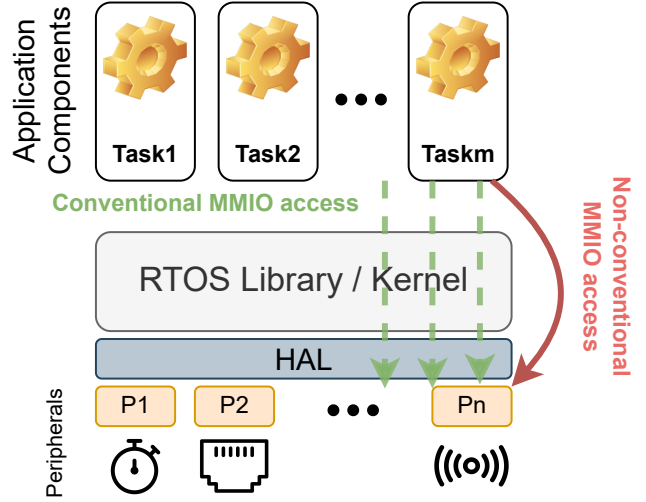 Application
Components
Task1
Task2
Taskm
Conventional MMIO access
Non-conventional
MMIO access
RTOS Library / Kernel
HAL
Peripherals
P1
P2
Pn